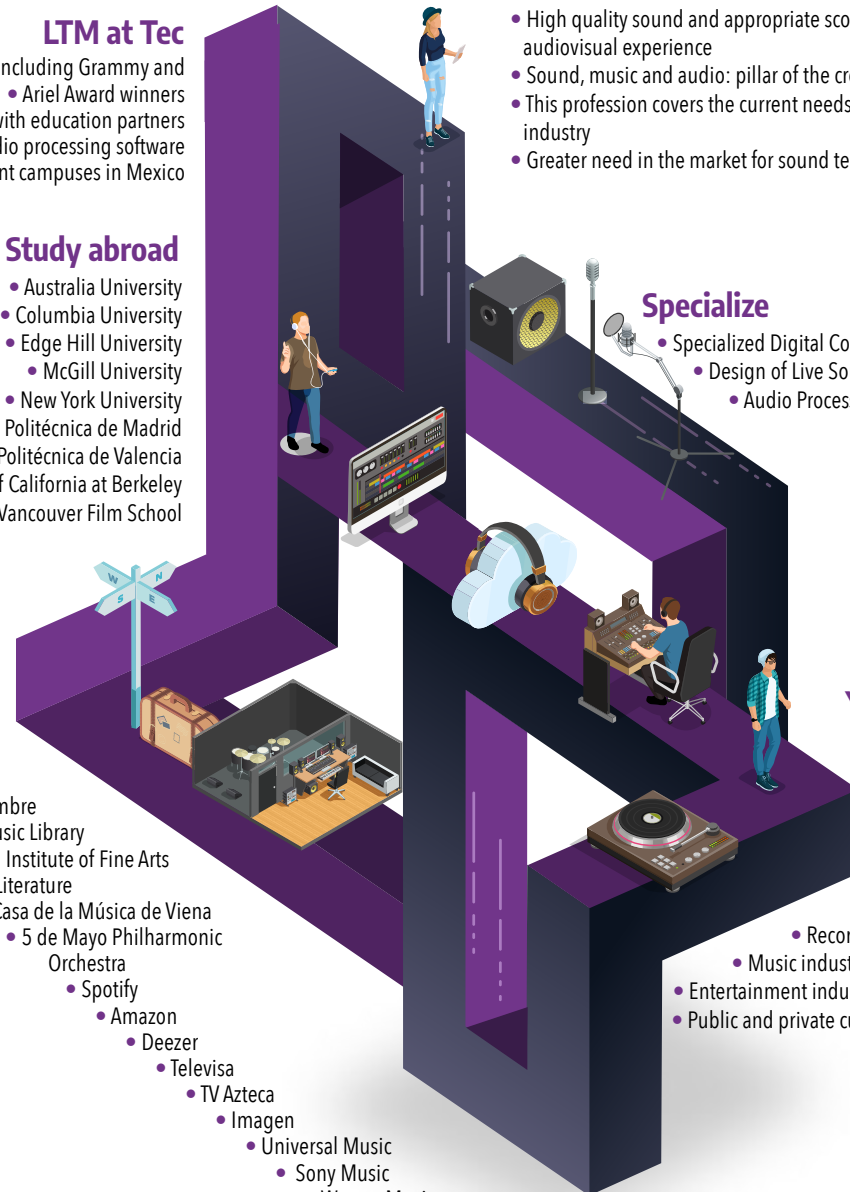 LTM at Tec
ncluding Grammy and
• Ariel Award winners
with education partners
dio processing software
nt campuses in Mexico
• High quality sound and appropriate sco
audiovisual experience
• Sound, music and audio: pillar of the cr
• This profession covers the current needs
industry
• Greater need in the market for sound te
Study abroad
• Australia University
• Columbia University
• Edge Hill University
• McGill University
• New York University
Politécnica de Madrid
Politécnica de Valencia
f California at Berkeley
Vancouver Film School
Specialize
• Specialized Digital Co
• Design of Live So
• Audio Process
W
N
S
E
mbre
usic Library
Institute of Fine Arts
Literature
Casa de la Música de Viena
• 5 de Mayo Philharmonic
Orchestra
• Spotify
• Amazon
• Deezer
• Televisa
• TV Azteca
• Imagen
• Universal Music
• Sony Music
• Recor
• Music indust
• Entertainment indu
• Public and private cu